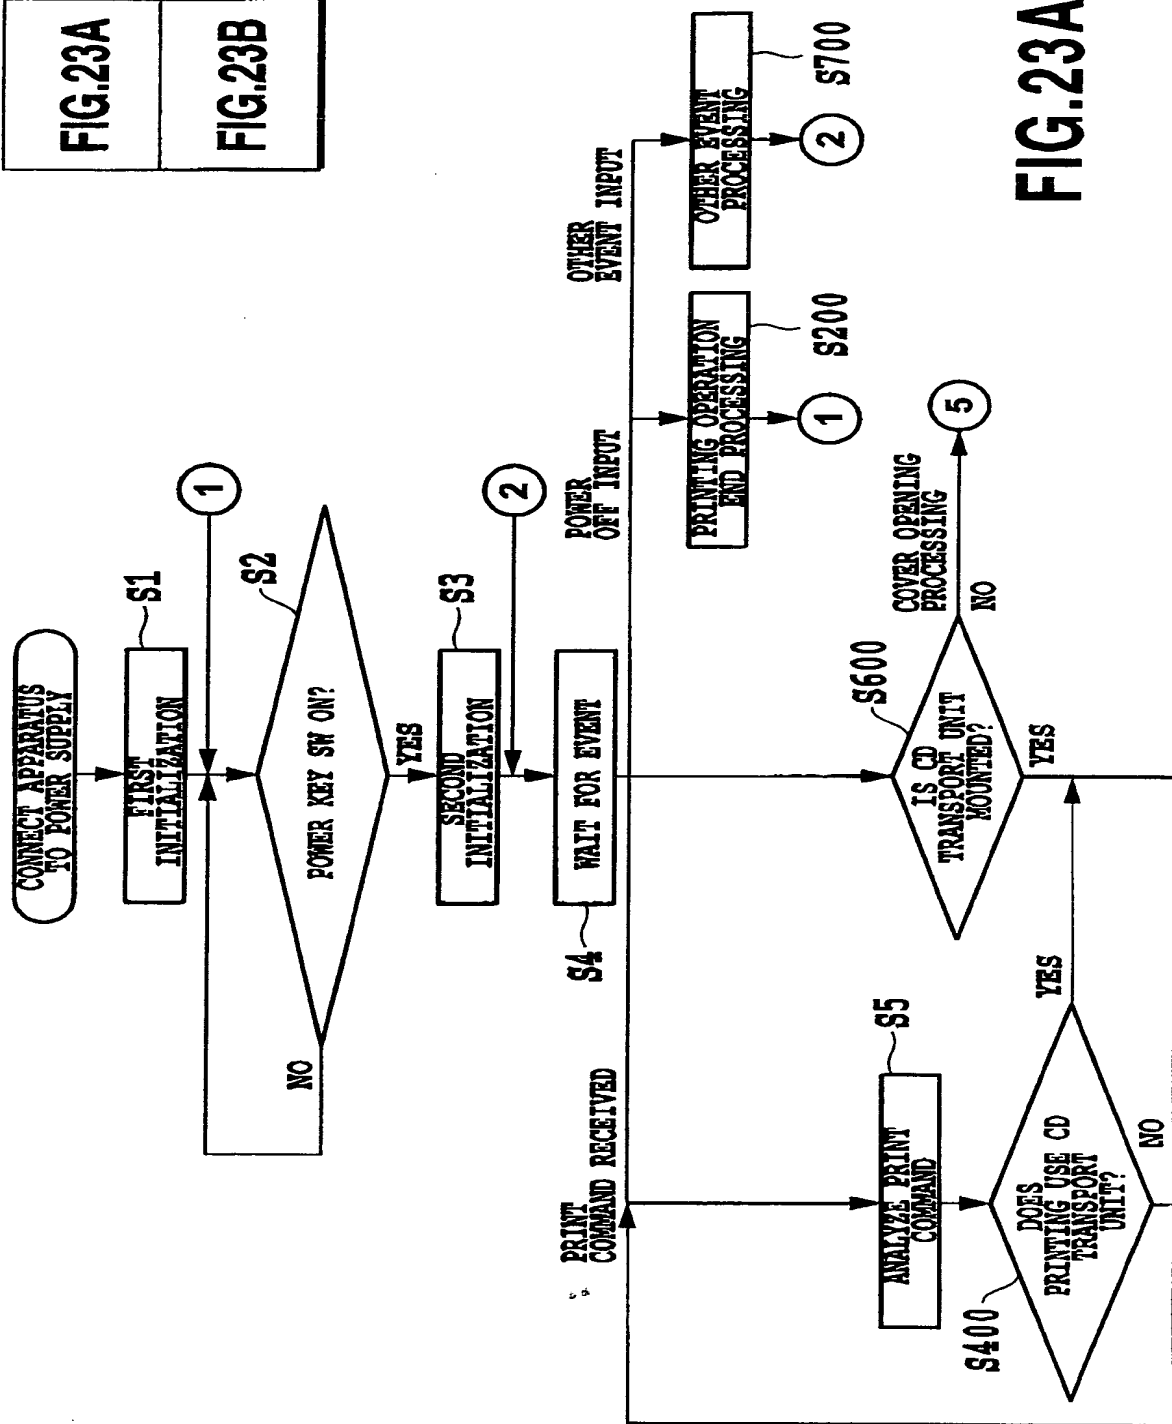 FIG.23A
FIG.23B
CONNECT APPARATUS
TO POWER SUPPLY
FIRST
INITIALIZATION
S1
1
S2
POWER KEY SW ON?
NO
YES
SECOND
INITIALIZATION
S3
2
WAIT FOR EVENT
S4
PRINT
COMMAND RECEIVED
POWER
OFF INPUT
OTHER
EVENT INPUT
ANALYZE PRINT
COMMAND
S5
S400
DOES
PRINTING USE CD
TRANSPORT
UNIT?
YES
NO
S600
IS CD
TRANSPORT UNIT
MOUNTED?
YES
NO
COVER OPENING
PROCESSING
5
PRINTING OPERATION
END PROCESSING
S200
1
OTHER EVENT
PROCESSING
S700
2
FIG.23A